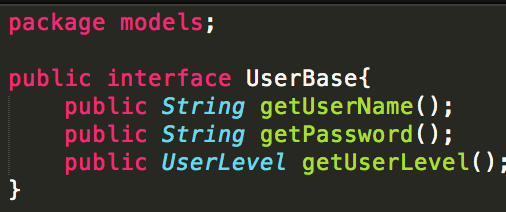 package models;
public interface UserBase{
public String getUserName();
public String getPassword();
public UserLevel getUserLevel();
}